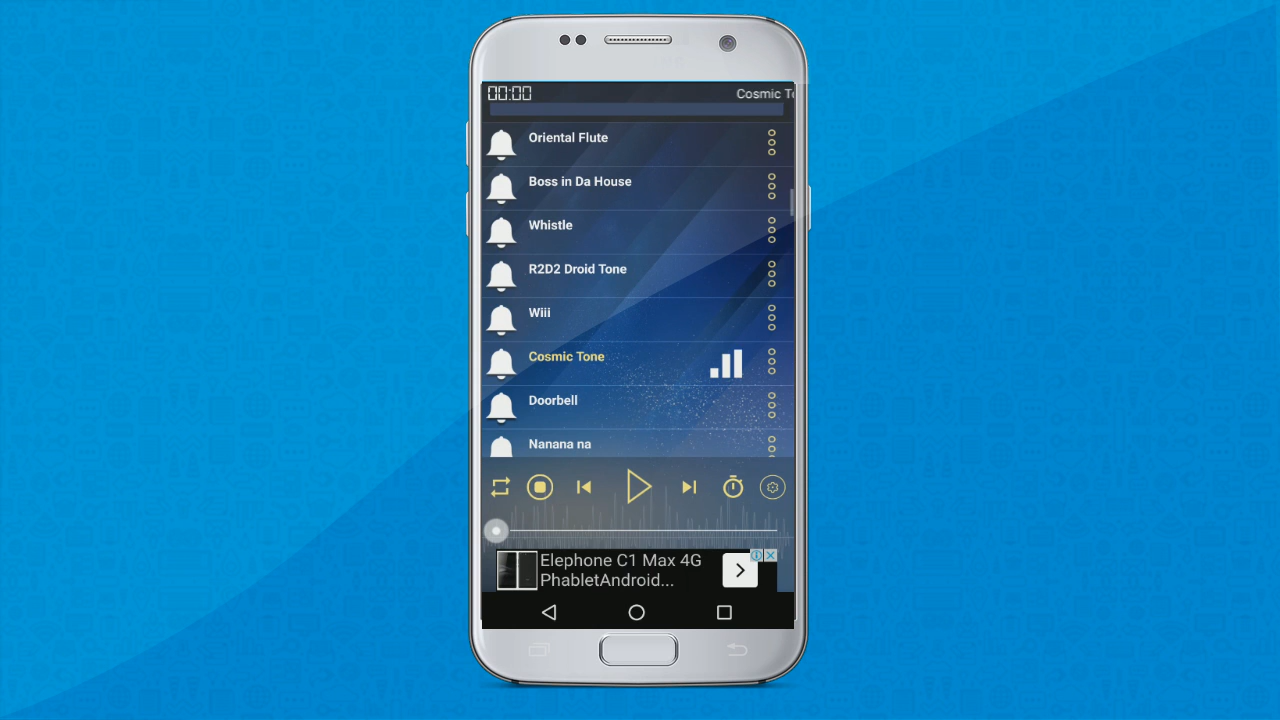 00:00
Cosmic To
Oriental Flute
Boss in Da House
Whistle
R2D2 Droid Tone
Wiii
Cosmic Tone
Doorbell
Nanana na
Elephone C1 Max 4G
PhabletAndroid...